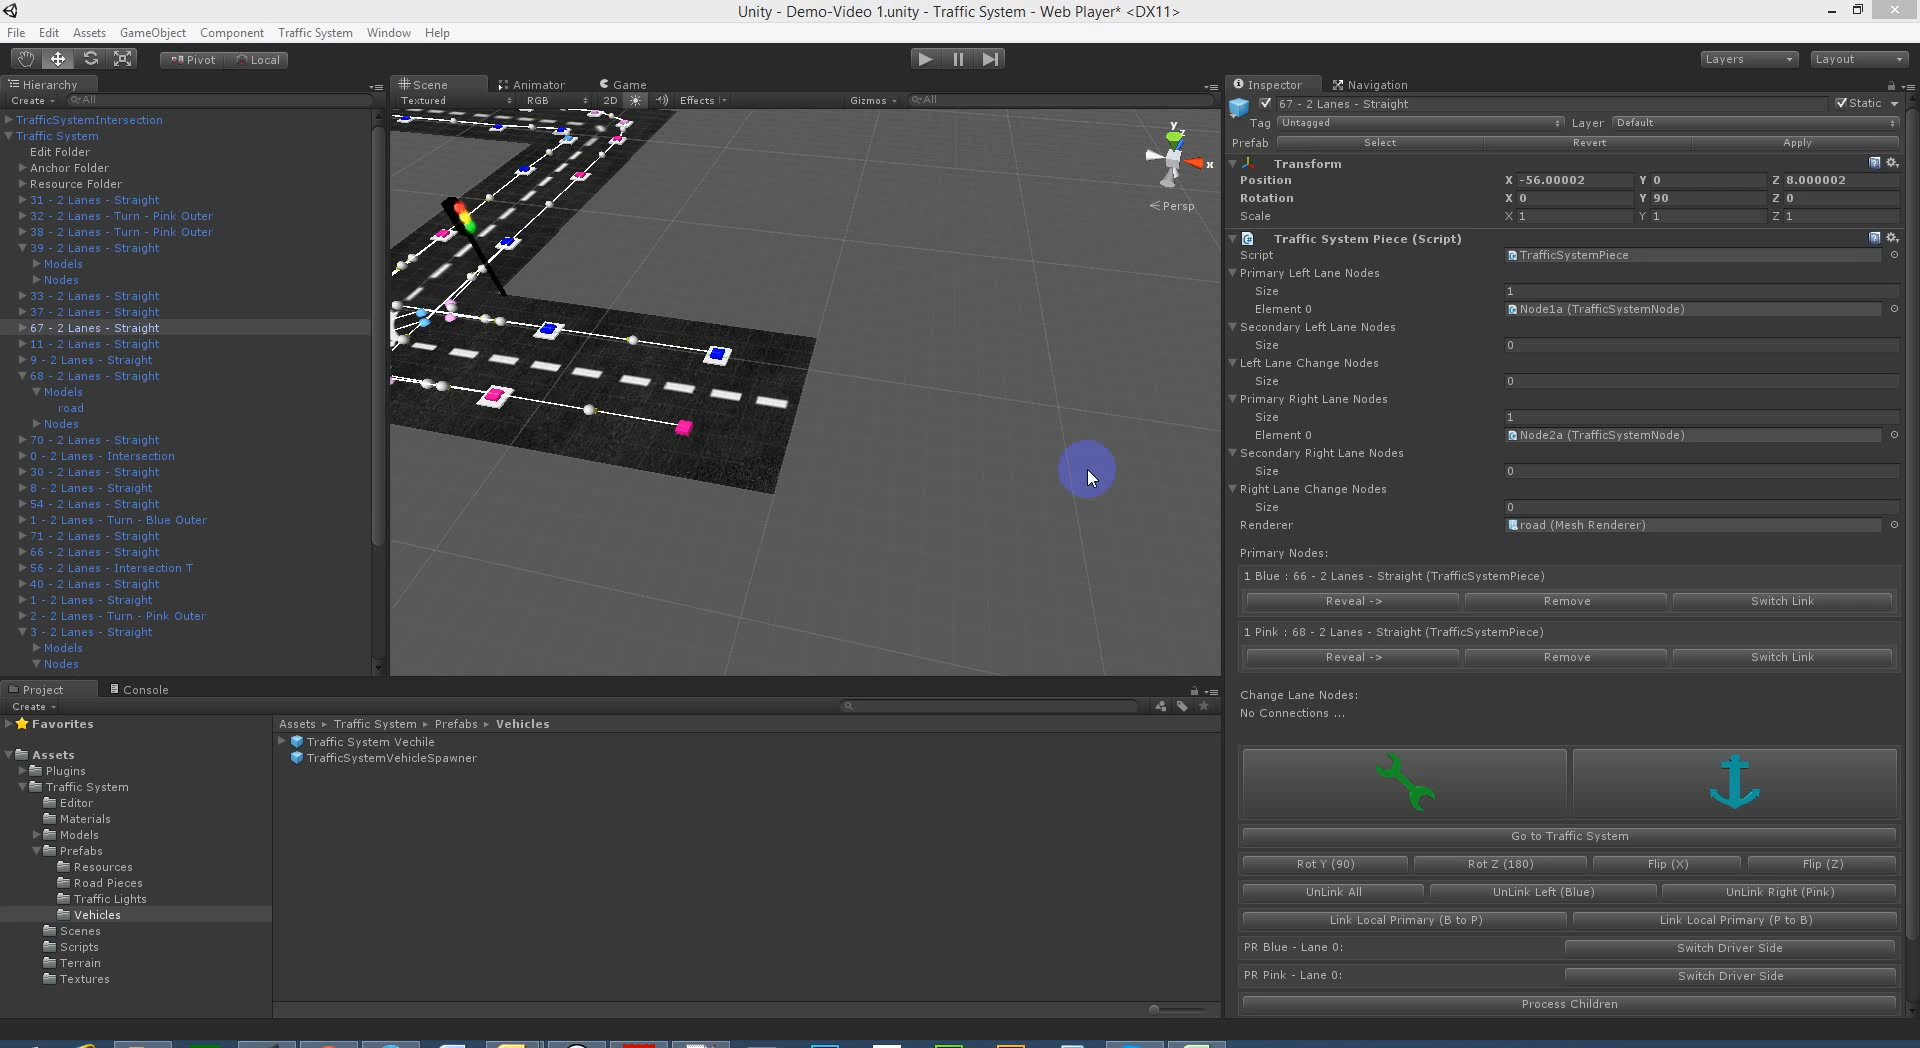 Unity - Demo-Video 1.unity - Traffic System - Web Player* <DX11>
File Edit Assets GameObject Component Traffic System Window Help
Pivot Local Layers Layout
Hierarchy
Create All
TrafficSystemIntersection
Traffic System
Edit Folder
Anchor Folder
Resource Folder
31 - 2 Lanes - Straight
32 - 2 Lanes - Turn - Pink Outer
38 - 2 Lanes - Turn - Pink Outer
39 - 2 Lanes - Straight
Models
Nodes
33 - 2 Lanes - Straight
37 - 2 Lanes - Straight
67 - 2 Lanes - Straight
11 - 2 Lanes - Straight
9 - 2 Lanes - Straight
68 - 2 Lanes - Straight
Models
road
Nodes
70 - 2 Lanes - Straight
0 - 2 Lanes - Intersection
30 - 2 Lanes - Straight
8 - 2 Lanes - Straight
54 - 2 Lanes - Straight
1 - 2 Lanes - Turn - Blue Outer
71 - 2 Lanes - Straight
66 - 2 Lanes - Straight
56 - 2 Lanes - Intersection T
40 - 2 Lanes - Straight
1 - 2 Lanes - Straight
2 - 2 Lanes - Turn - Pink Outer
3 - 2 Lanes - Straight
Models
Nodes
Scene Animator Game
Textured RGB 2D Effects Gizmos All
y
z
x
Persp
Inspector Navigation
67 - 2 Lanes - Straight Static
Tag Untagged Layer Default
Prefab Select Revert Apply
Transform
Position X -56.00002 Y 0 Z 8.000002
Rotation X 0 Y 90 Z 0
Scale X 1 Y 1 Z 1
Traffic System Piece (Script)
Script TrafficSystemPiece
Primary Left Lane Nodes
Size 1
Element 0 Node1a (TrafficSystemNode)
Secondary Left Lane Nodes
Size 0
Left Lane Change Nodes
Size 0
Primary Right Lane Nodes
Size 1
Element 0 Node2a (TrafficSystemNode)
Secondary Right Lane Nodes
Size 0
Right Lane Change Nodes
Size 0
Renderer road (Mesh Renderer)
Primary Nodes:
1 Blue : 66 - 2 Lanes - Straight (TrafficSystemPiece)
Reveal -> Remove Switch Link
1 Pink : 68 - 2 Lanes - Straight (TrafficSystemPiece)
Reveal -> Remove Switch Link
Change Lane Nodes:
No Connections ...
Go to Traffic System
Rot Y (90) Rot Z (180) Flip (X) Flip (Z)
UnLink All UnLink Left (Blue) UnLink Right (Pink)
Link Local Primary (B to P) Link Local Primary (P to B)
PR Blue - Lane 0: Switch Driver Side
PR Pink - Lane 0: Switch Driver Side
Process Children
Project Console
Create
Favorites
Assets
Plugins
Traffic System
Editor
Materials
Models
Prefabs
Resources
Road Pieces
Traffic Lights
Vehicles
Scenes
Scripts
Terrain
Textures
Assets Traffic System Prefabs Vehicles
Traffic System Vechile
TrafficSystemVehicleSpawner